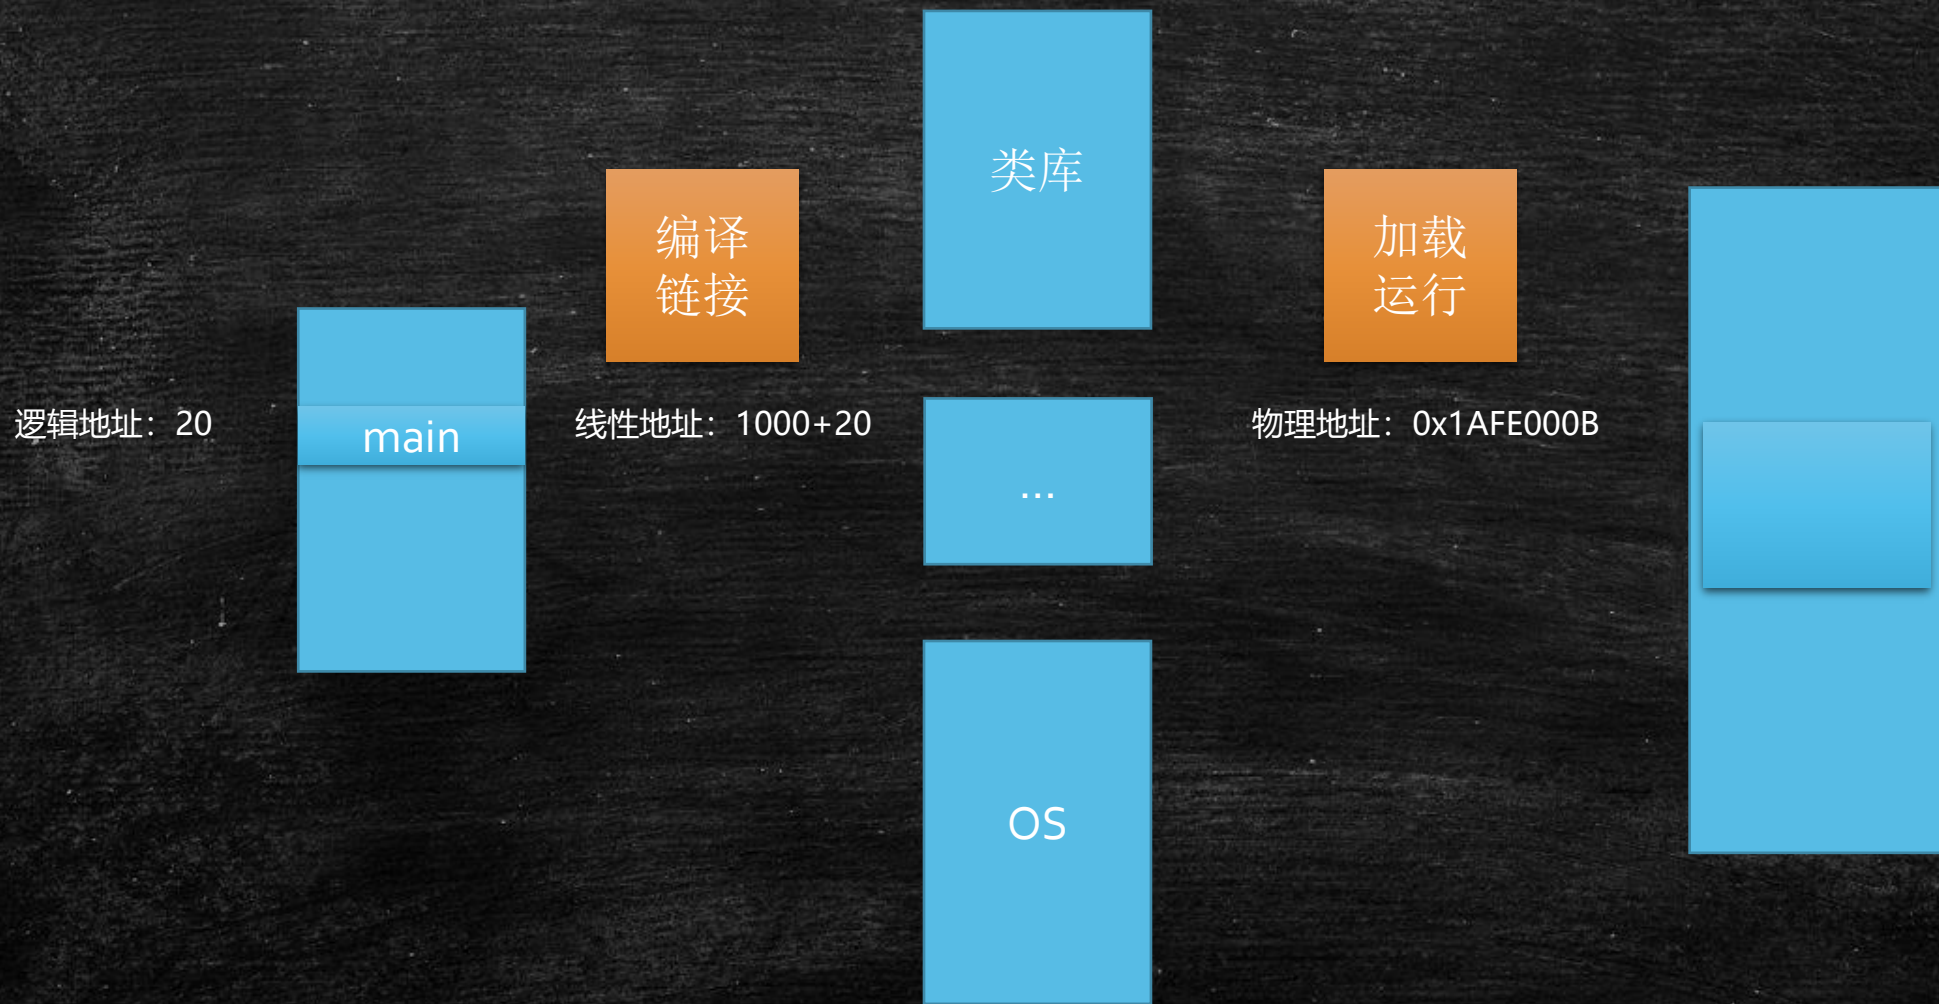 类库
编译
链接
加载
运行
逻辑地址：20
main
线性地址：1000+20
...
物理地址：0x1AFE000B
OS